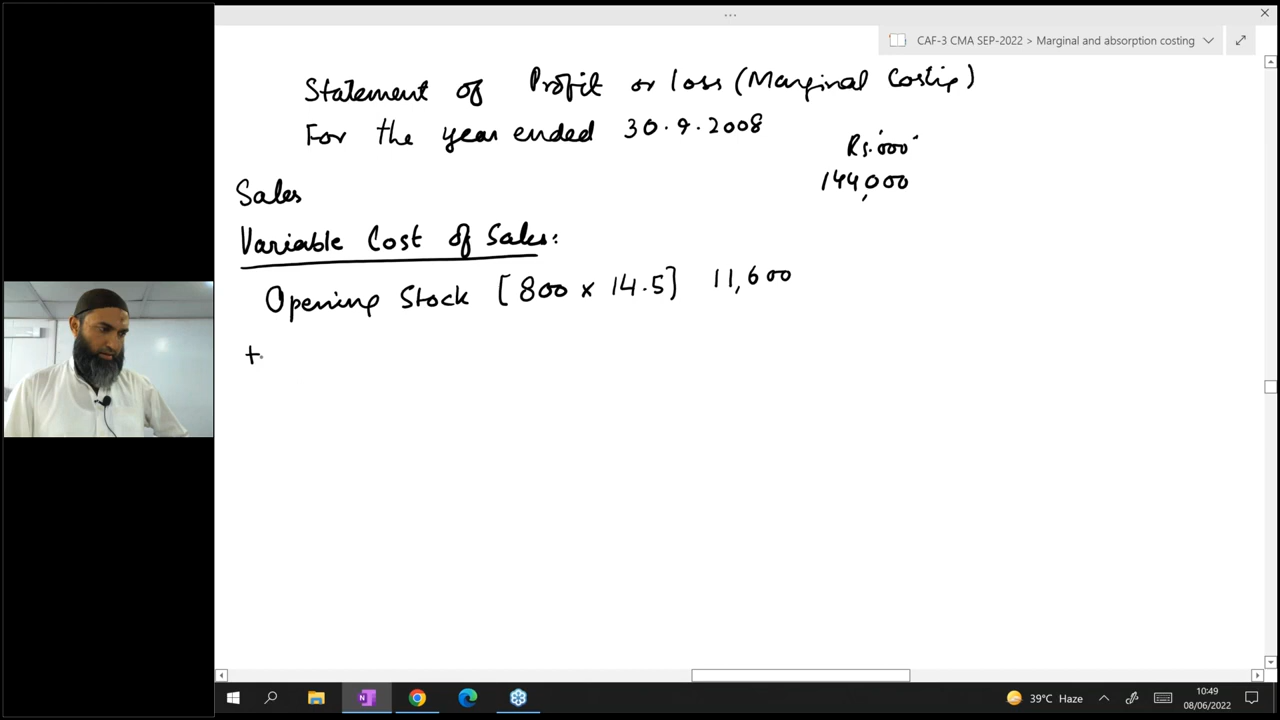 CAF-3 CMA SEP-2022 > Marginal and absorption costing
Statement of Profit or loss (Marginal Costing)
For the year ended 30.9.2008
Rs.'000'
Sales 144,000
Variable Cost of Sales:
Opening Stock [800 x 14.5] 11,600
+
39°C Haze
10:49
08/06/2022